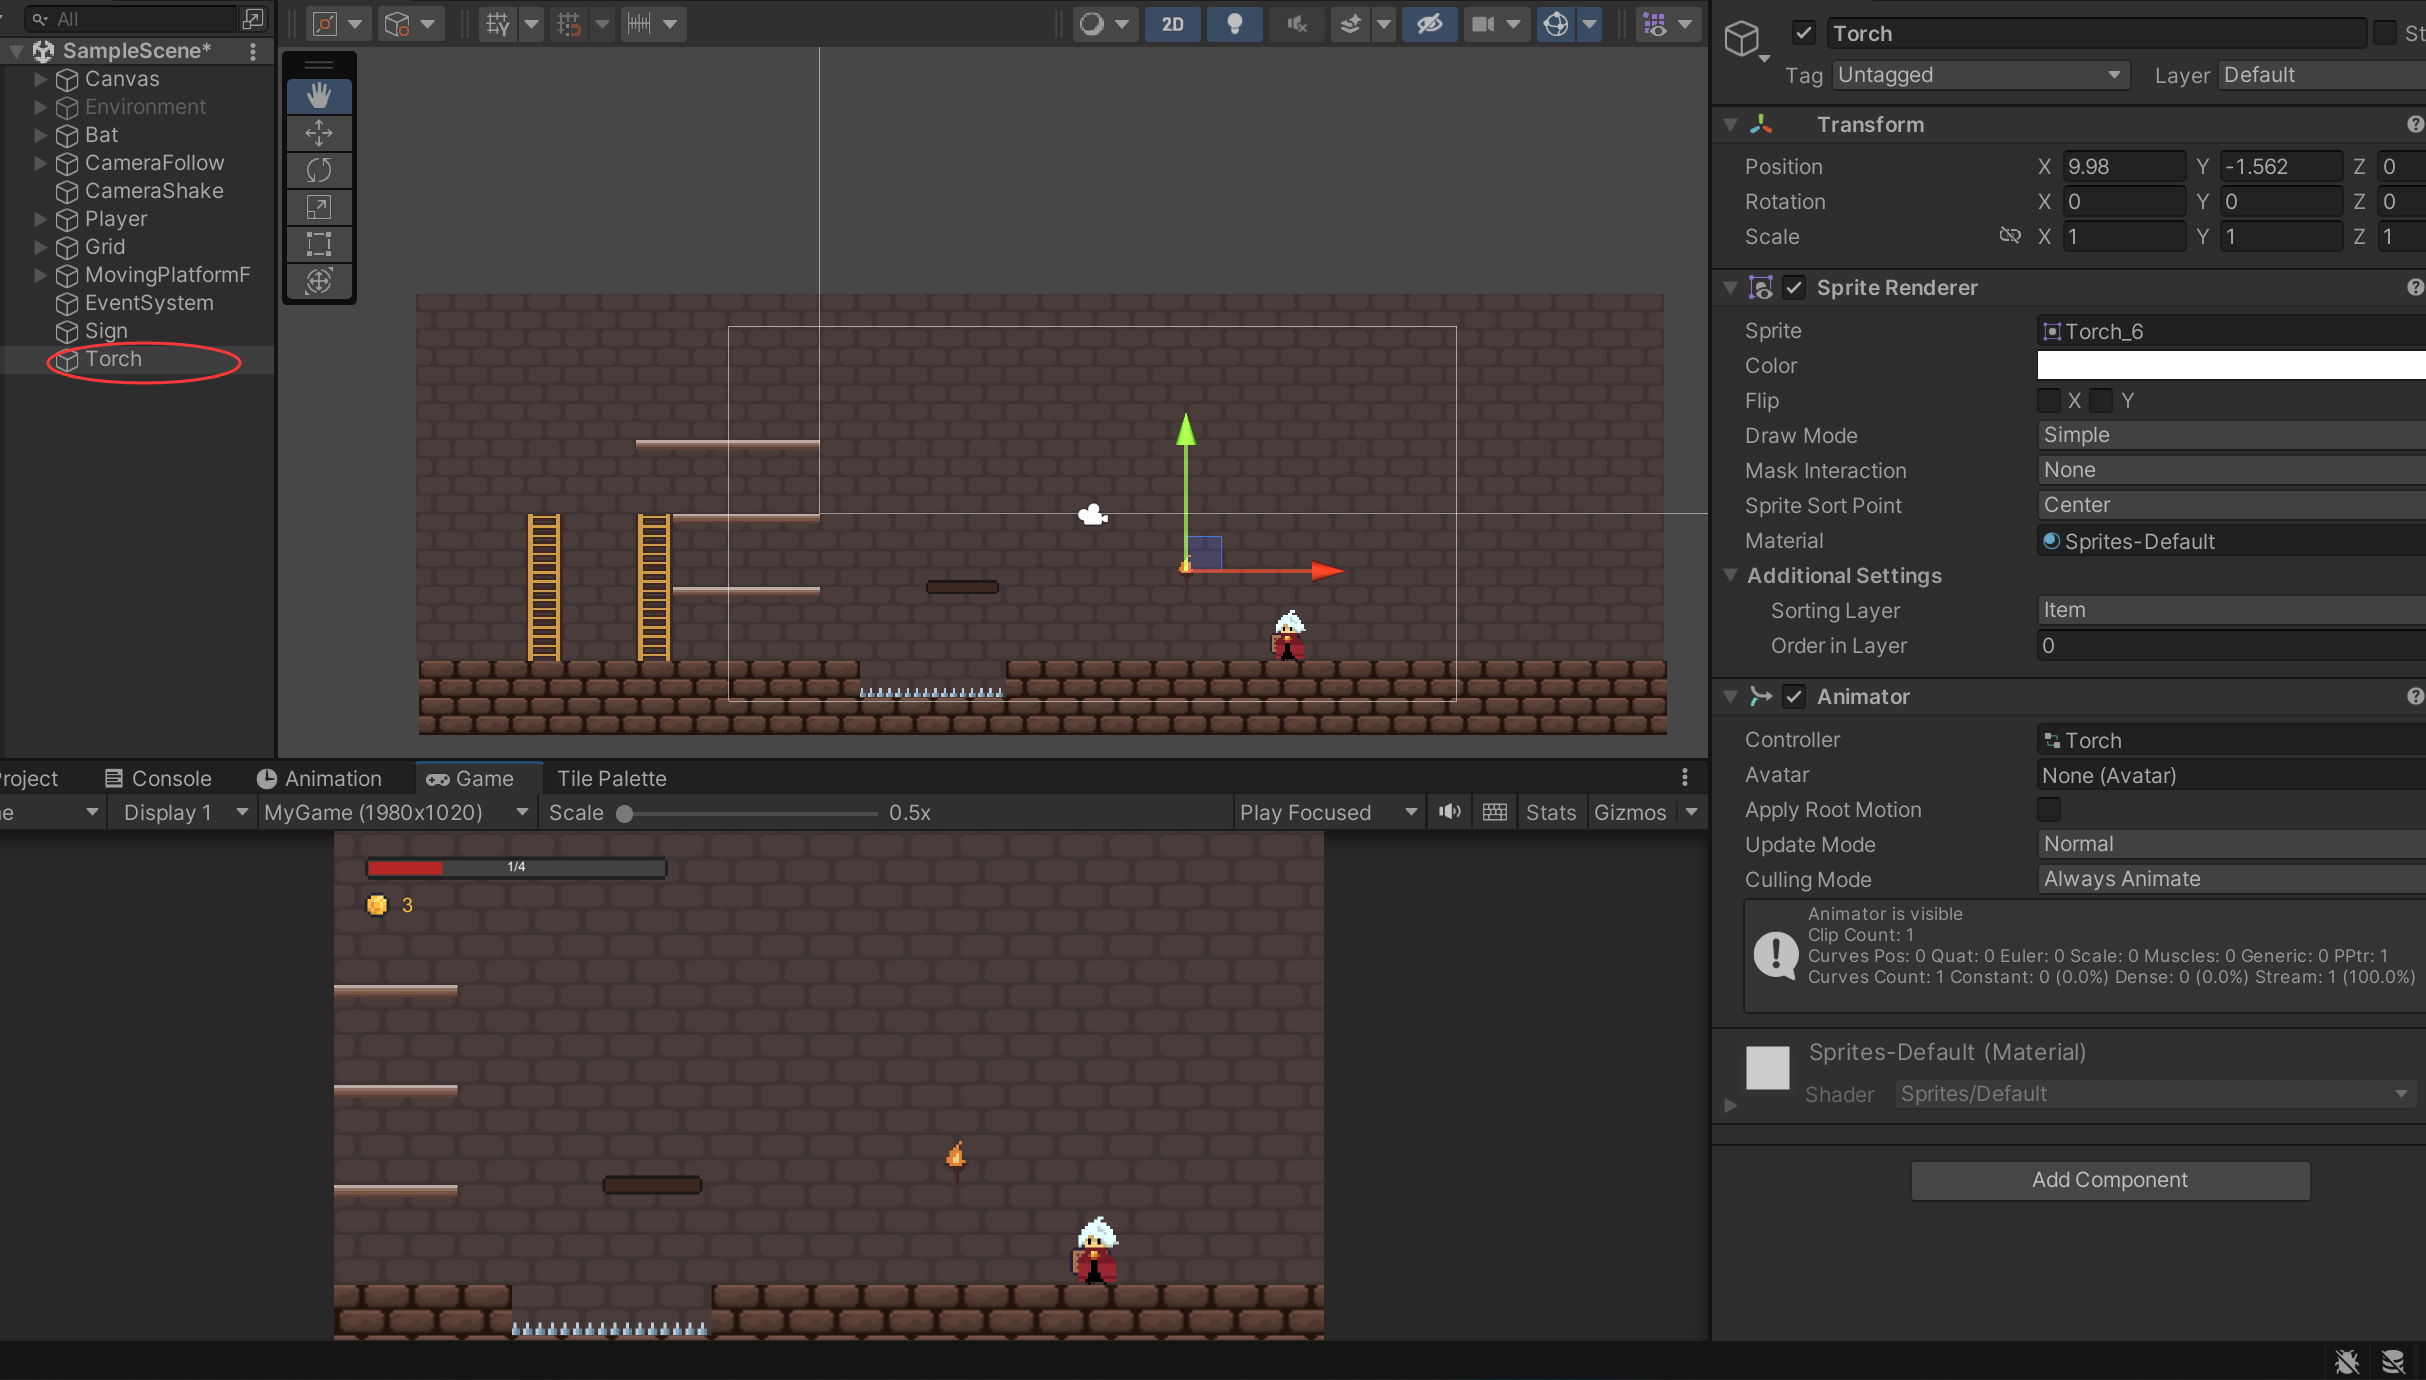 All
SampleScene*
Canvas
Environment
Bat
CameraFollow
CameraShake
Player
Grid
MovingPlatformF
EventSystem
Sign
Torch
2D
roject
Console
Animation
Game
Tile Palette
e
Display 1
MyGame (1980x1020)
Scale
0.5x
Play Focused
Stats
Gizmos
1/4
3
Torch
St
Tag
Untagged
Layer
Default
Transform
Position X 9.98 Y -1.562 Z 0
Rotation X 0 Y 0 Z 0
Scale X 1 Y 1 Z 1
Sprite Renderer
Sprite Torch_6
Color
Flip X Y
Draw Mode Simple
Mask Interaction None
Sprite Sort Point Center
Material Sprites-Default
Additional Settings
Sorting Layer Item
Order in Layer 0
Animator
Controller Torch
Avatar None (Avatar)
Apply Root Motion
Update Mode Normal
Culling Mode Always Animate
Animator is visible
Clip Count: 1
Curves Pos: 0 Quat: 0 Euler: 0 Scale: 0 Muscles: 0 Generic: 0 PPtr: 1
Curves Count: 1 Constant: 0 (0.0%) Dense: 0 (0.0%) Stream: 1 (100.0%)
Sprites-Default (Material)
Shader Sprites/Default
Add Component